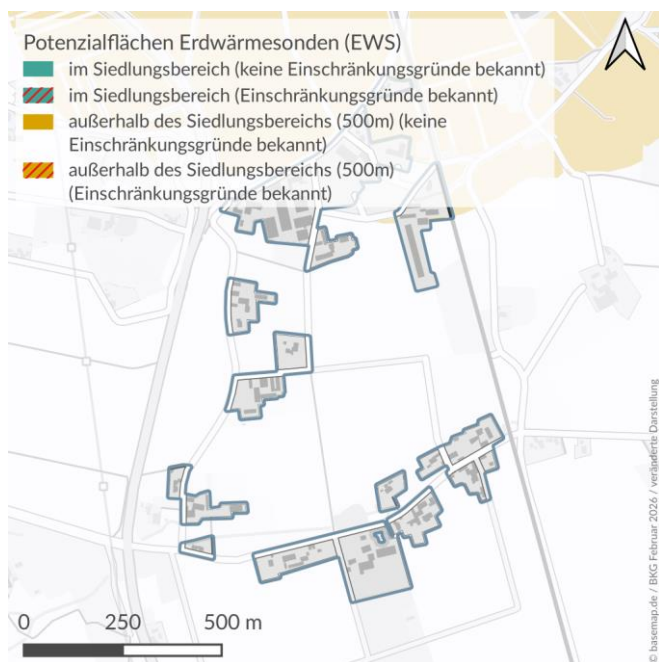 Potenzialflächen Erdwärmesonden (EWS)
im Siedlungsbereich (keine Einschränkungsgründe bekannt)
im Siedlungsbereich (Einschränkungsgründe bekannt)
außerhalb des Siedlungsbereichs (500m) (keine
Einschränkungsgründe bekannt)
außerhalb des Siedlungsbereichs (500m)
(Einschränkungsgründe bekannt)
0 250 500 m
© basemap.de / BKG Februar 2026 / veränderte Darstellung